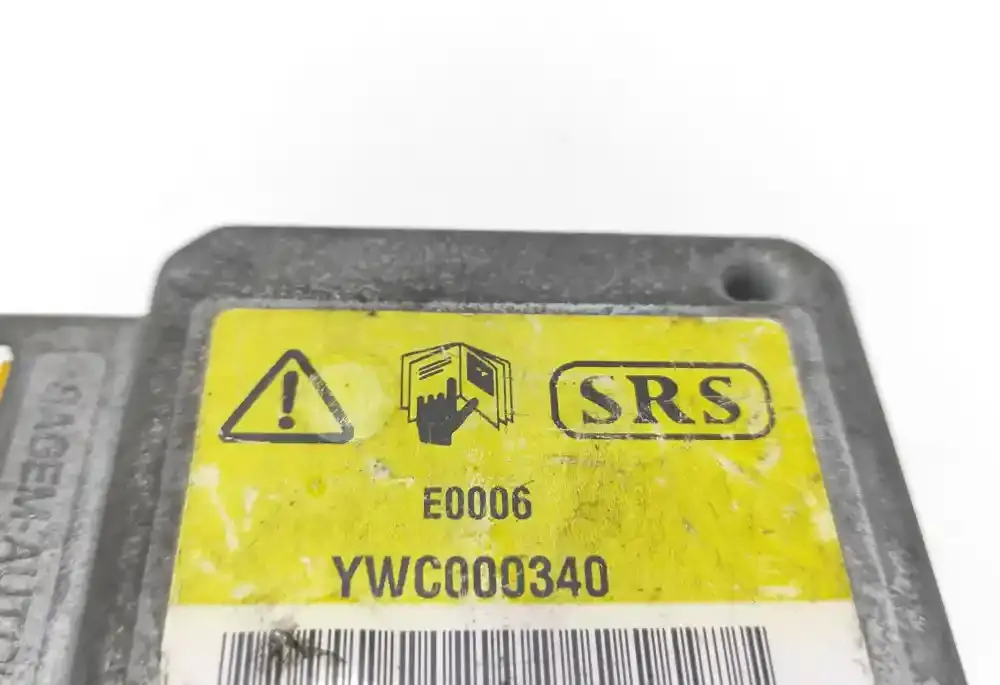 SRS
E0006
YWC000340
SAGEM-AUTO